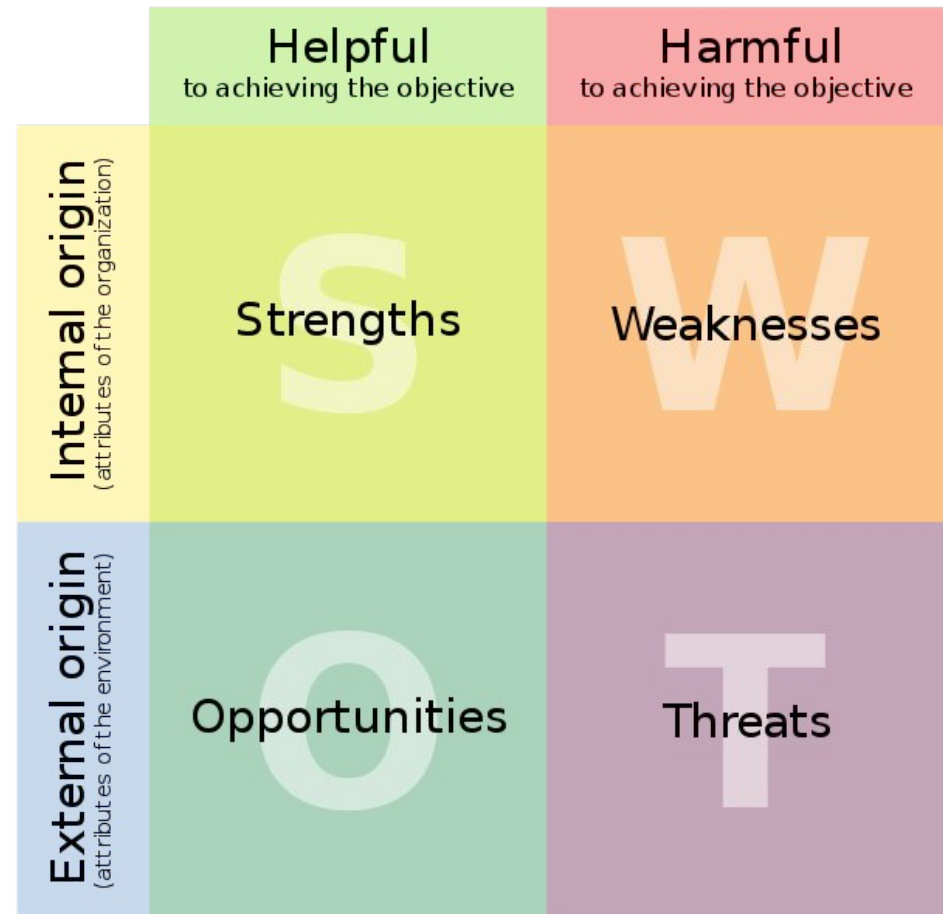 Helpful
to achieving the objective
Harmful
to achieving the objective
Internal origin
(attributes of the organization)
S
Strengths
W
Weaknesses
External origin
(attributes of the environment)
O
Opportunities
T
Threats